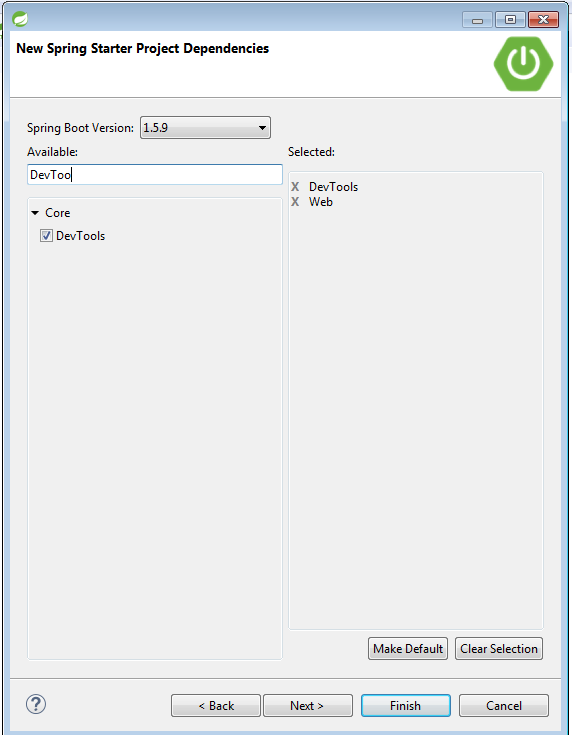 New Spring Starter Project Dependencies
Spring Boot Version: 1.5.9
Available:
DevToo
Core
DevTools
Selected:
X DevTools
X Web
Make Default Clear Selection
? < Back Next > Finish Cancel